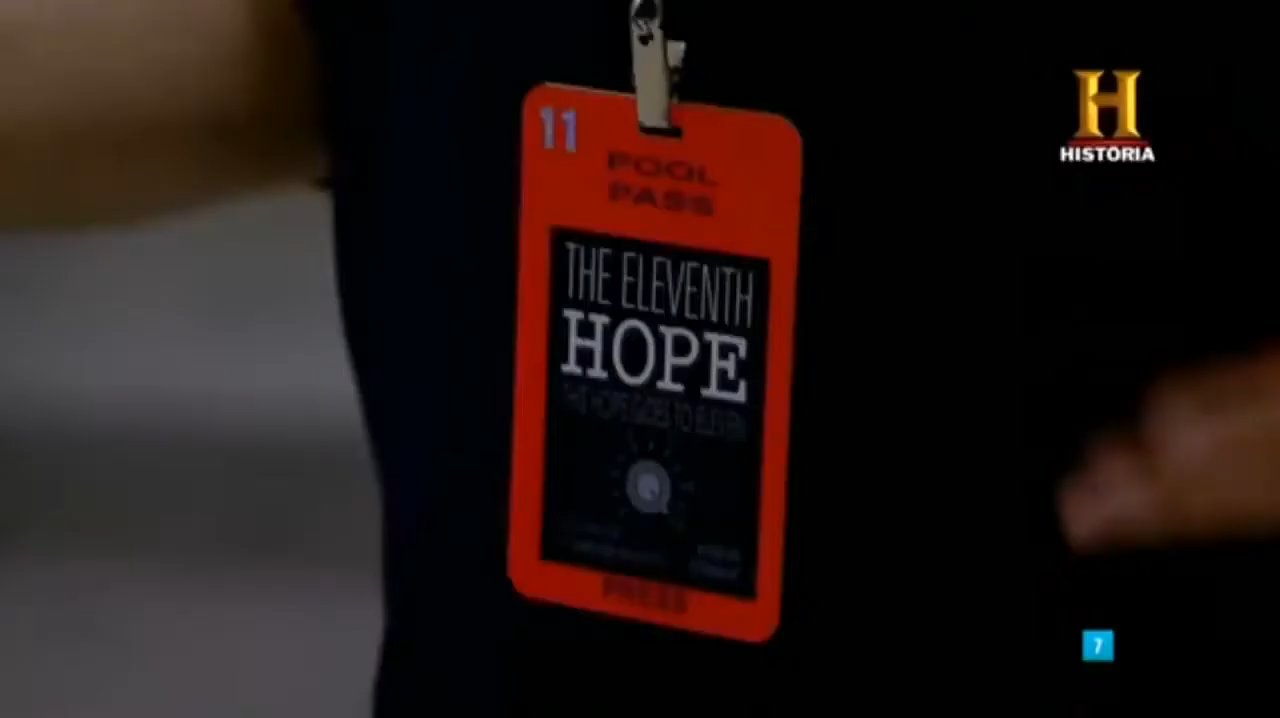 11
POOL
PASS
THE ELEVENTH
HOPE
THE HOPE GOES TO ELEVEN
PRESS
H
HISTORIA
7